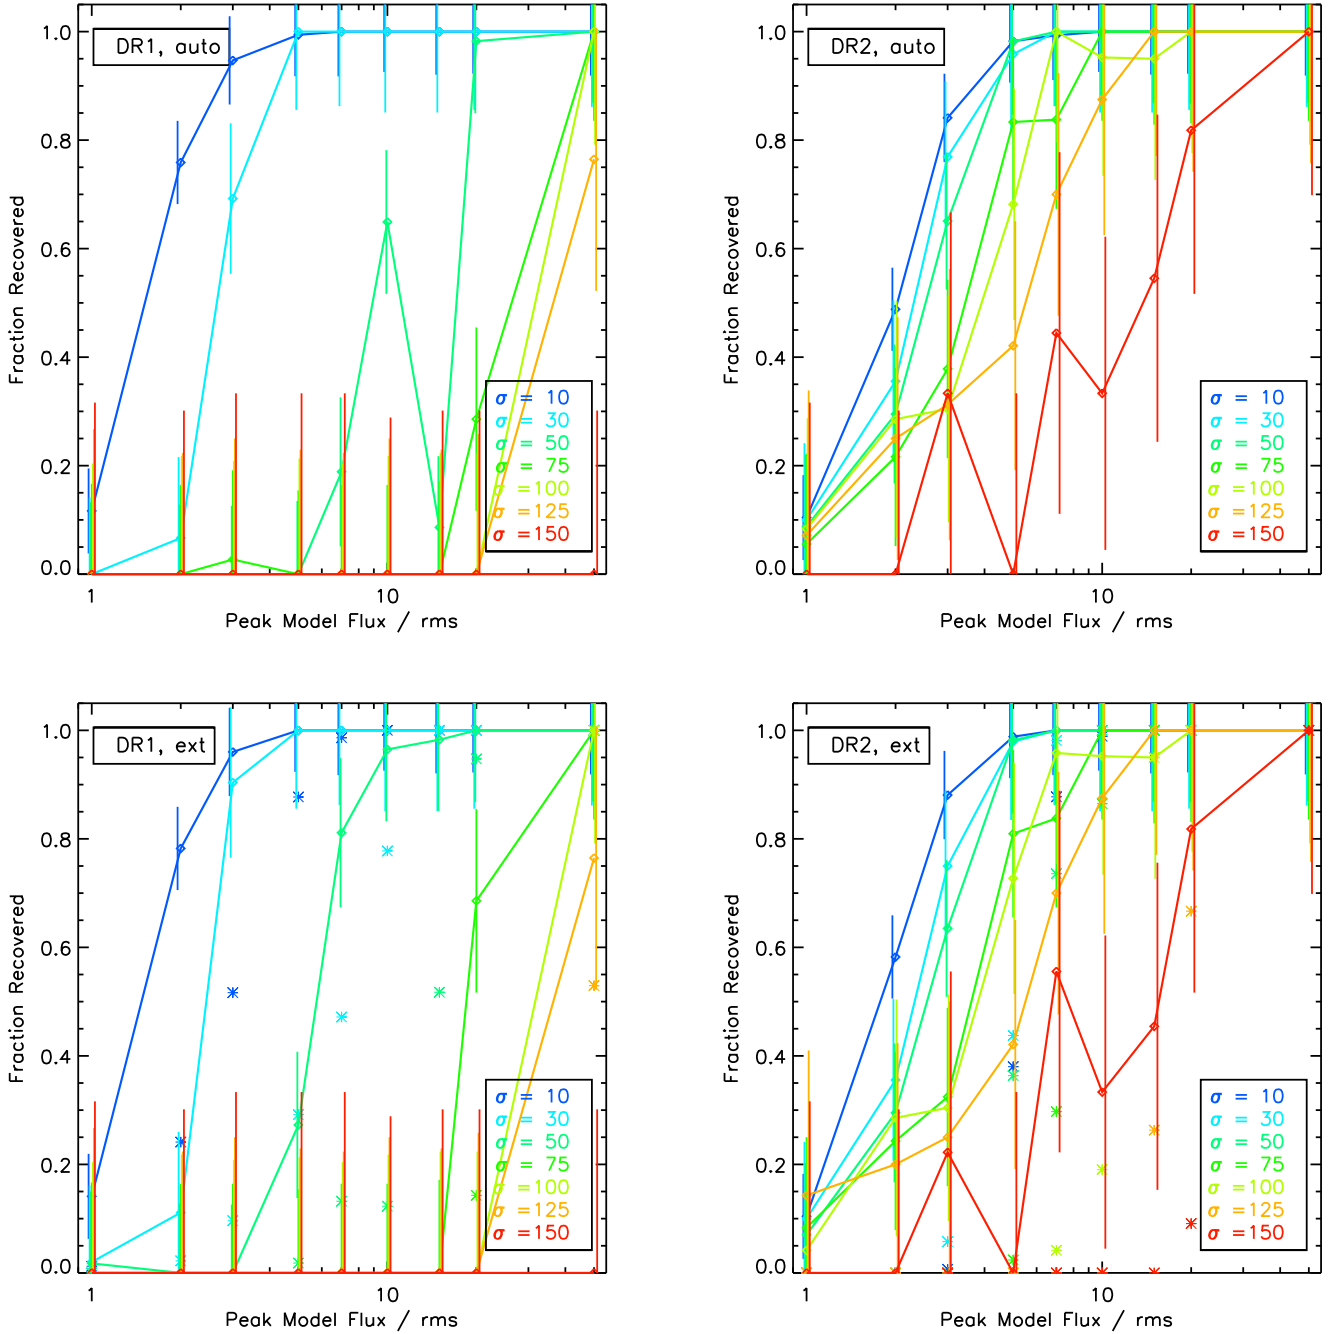 DR1, auto
1.0
0.8
0.6
0.4
0.2
0.0
Fraction Recovered
σ = 10
σ = 30
σ = 50
σ = 75
σ =100
σ =125
σ =150
1 10
Peak Model Flux / rms
DR2, auto
1.0
0.8
0.6
0.4
0.2
0.0
Fraction Recovered
σ = 10
σ = 30
σ = 50
σ = 75
σ =100
σ =125
σ =150
1 10
Peak Model Flux / rms
DR1, ext
1.0
0.8
0.6
0.4
0.2
0.0
Fraction Recovered
σ = 10
σ = 30
σ = 50
σ = 75
σ =100
σ =125
σ =150
1 10
Peak Model Flux / rms
DR2, ext
1.0
0.8
0.6
0.4
0.2
0.0
Fraction Recovered
σ = 10
σ = 30
σ = 50
σ = 75
σ =100
σ =125
σ =150
1 10
Peak Model Flux / rms